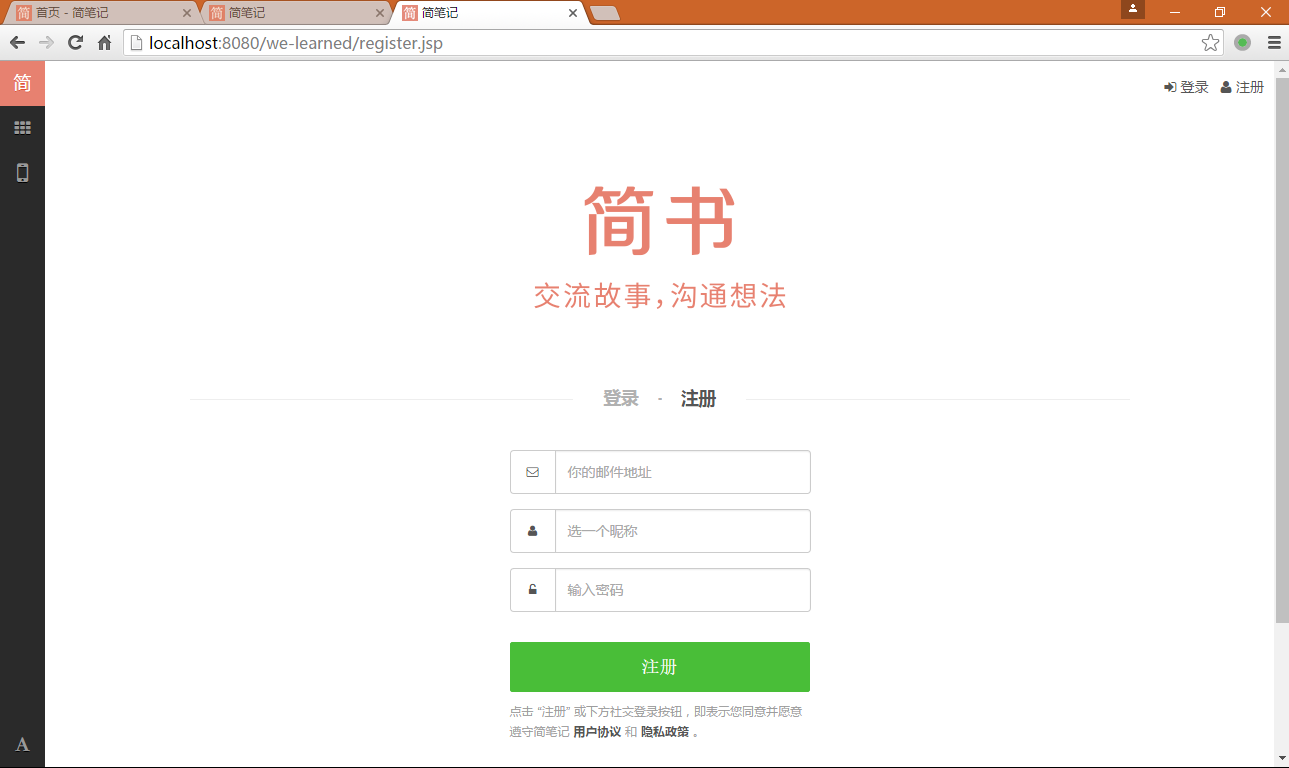 简 首页 - 简笔记
简 简笔记
简 简笔记
localhost:8080/we-learned/register.jsp
简
登录 注册
简书
交流故事，沟通想法
登录 - 注册
你的邮件地址
选一个昵称
输入密码
注册
点击 “注册” 或下方社交登录按钮，即表示您同意并愿意
遵守简笔记 用户协议 和 隐私政策 。
A